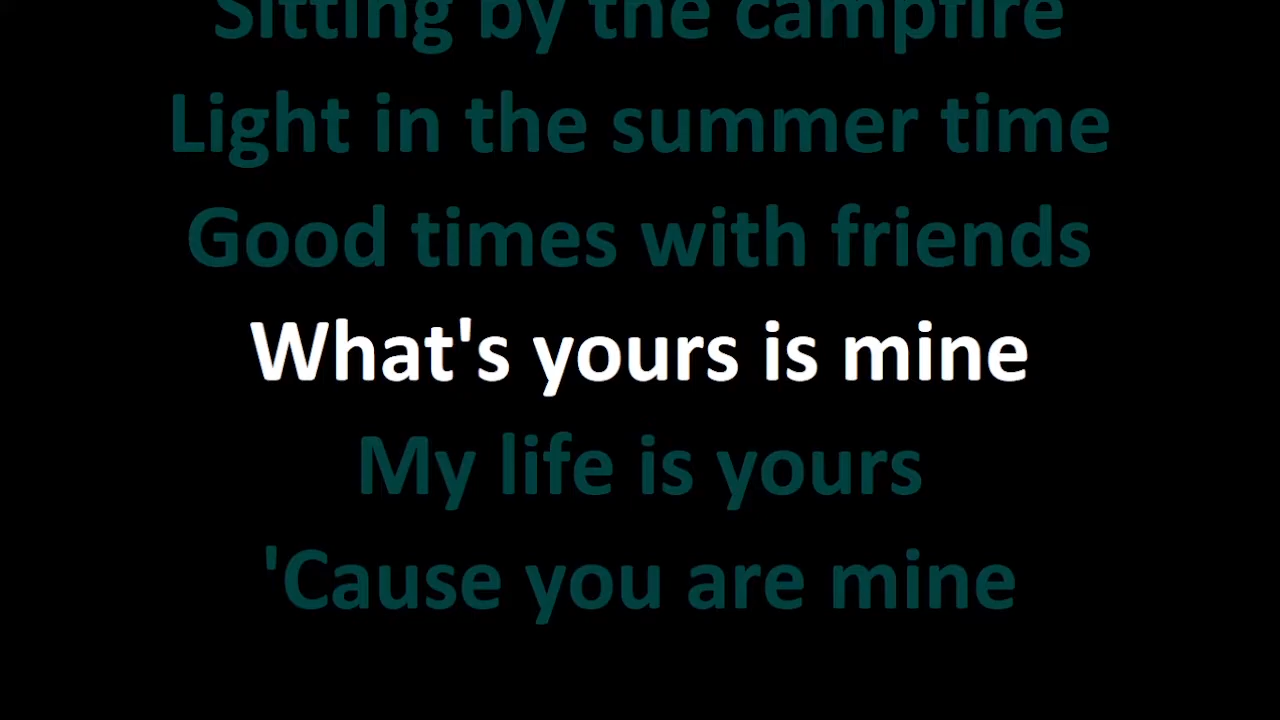 Sitting by the campfire
Light in the summer time
Good times with friends
What's yours is mine
My life is yours
'Cause you are mine